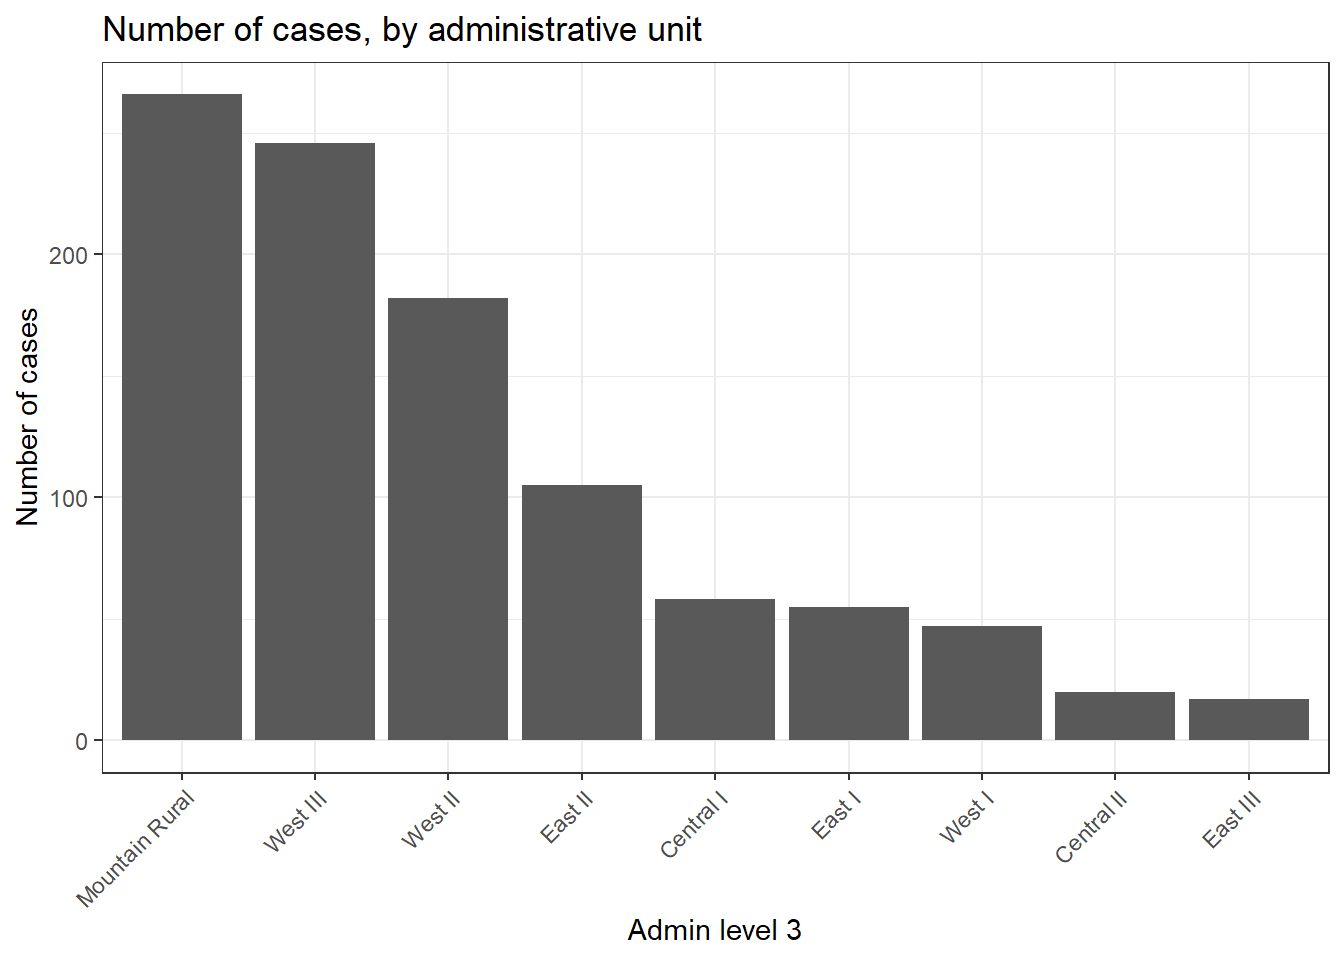 Number of cases, by administrative unit
Number of cases
200
100
0
Mountain Rural
West III
West II
East II
Central I
East I
West I
Central II
East III
Admin level 3